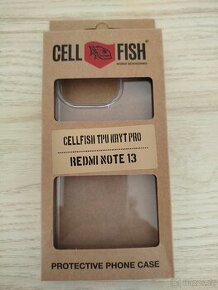 CELL FISH®
MOBILE ACCESSORIES
CELLFISH TPU KRYT PRO
REDMI NOTE 13
PROTECTIVE PHONE CASE